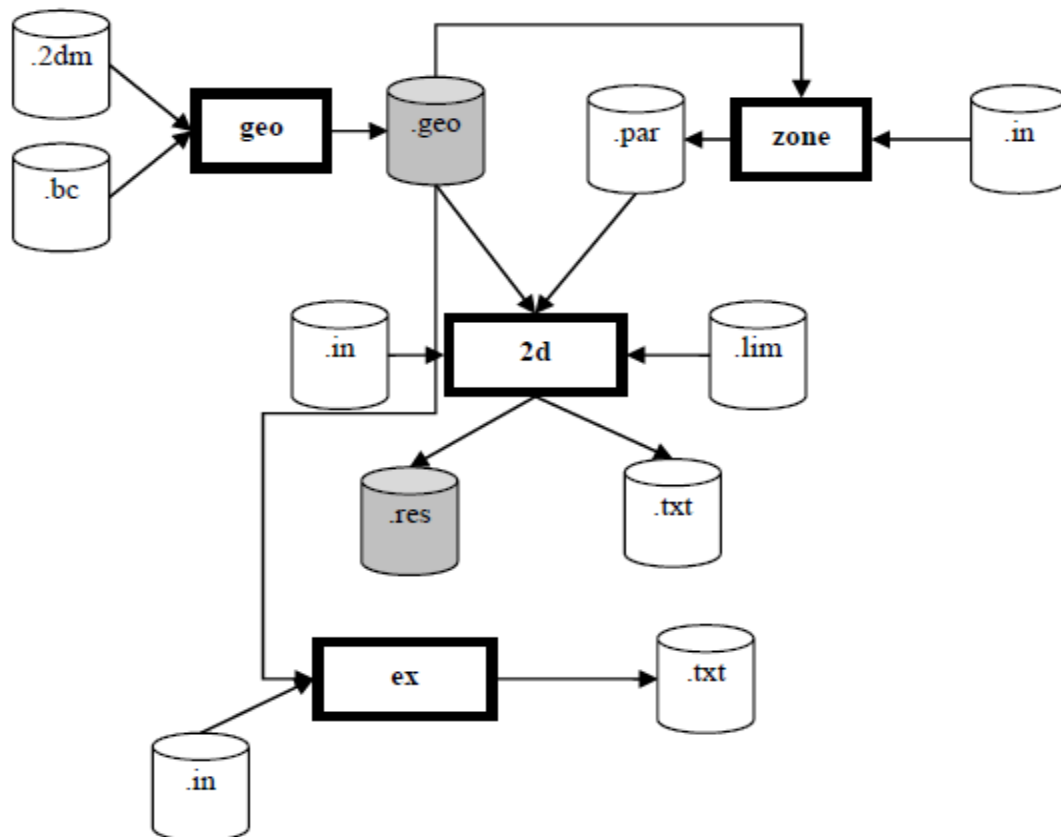 .2dm
geo
.geo
.par
zone
.in
.bc
.in
2d
.lim
.res
.txt
ex
.txt
.in